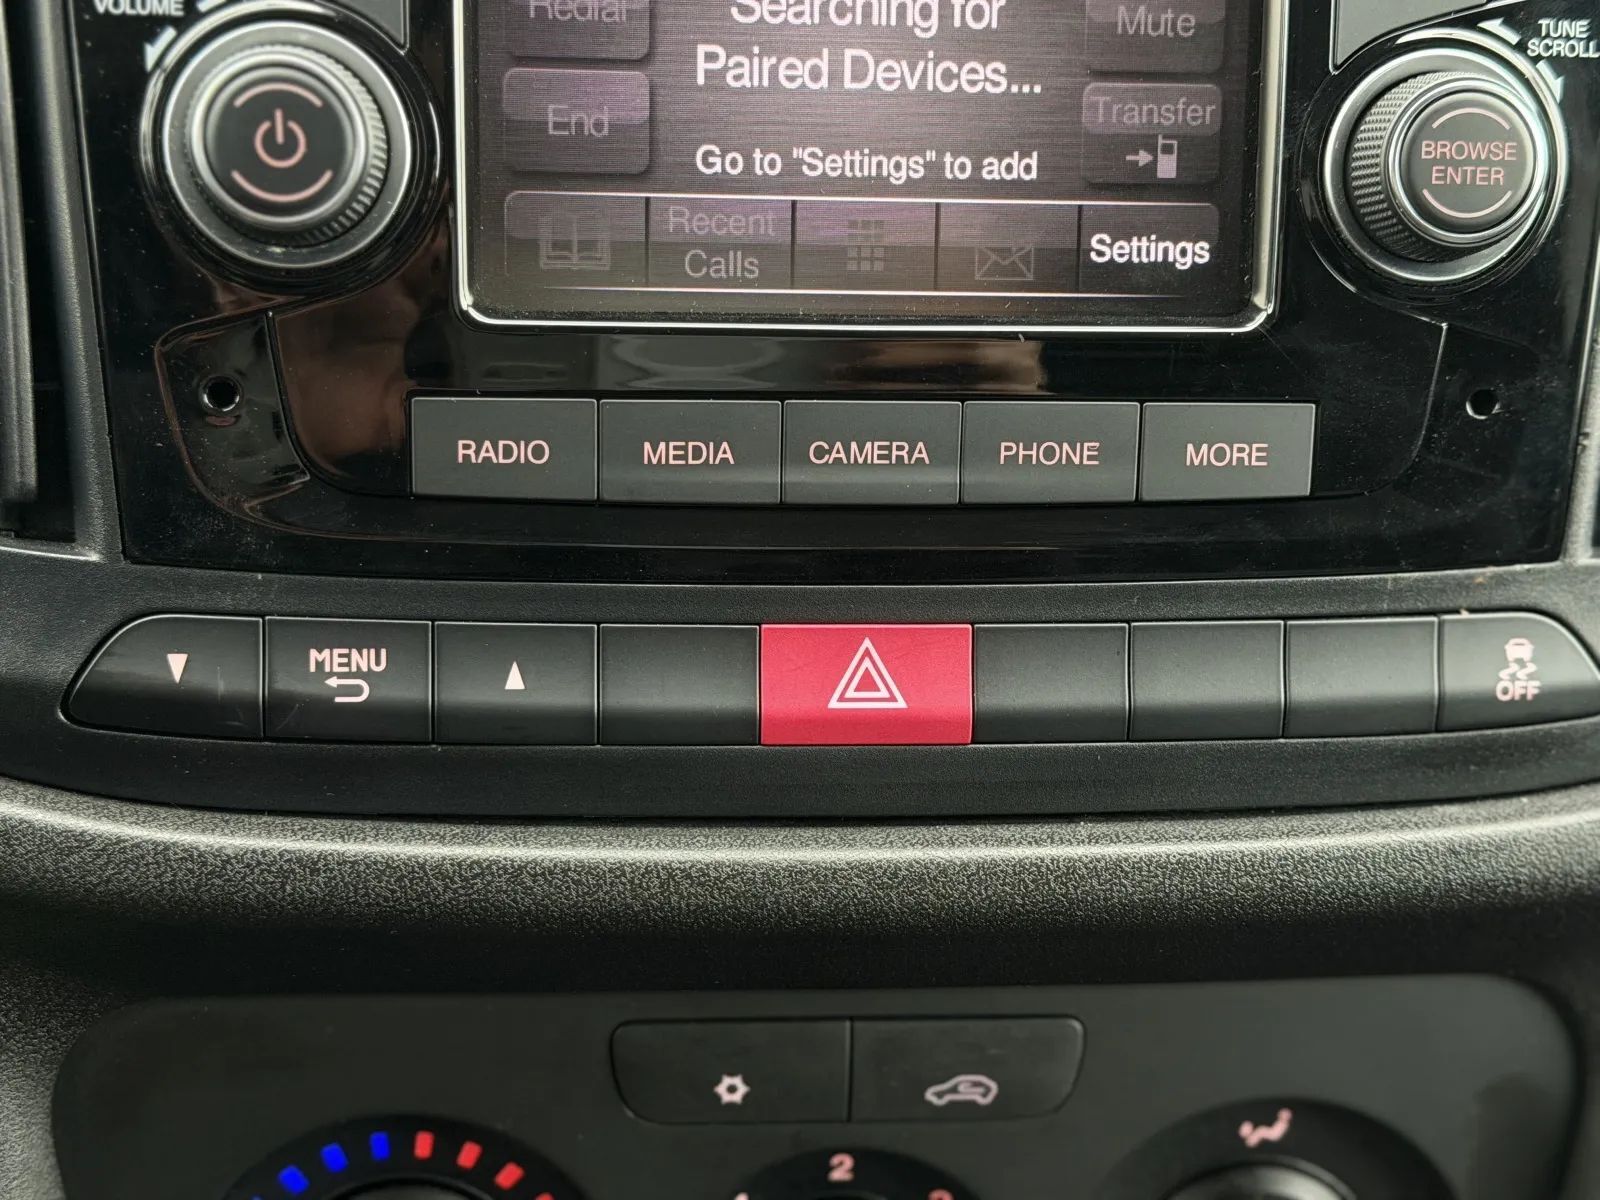 VOLUME
Redial
Searching for
Paired Devices...
Mute
TUNE
SCROLL
End
Transfer
Go to "Settings" to add
BROWSE
ENTER
Recent
Calls
Settings
RADIO
MEDIA
CAMERA
PHONE
MORE
MENU
OFF
2